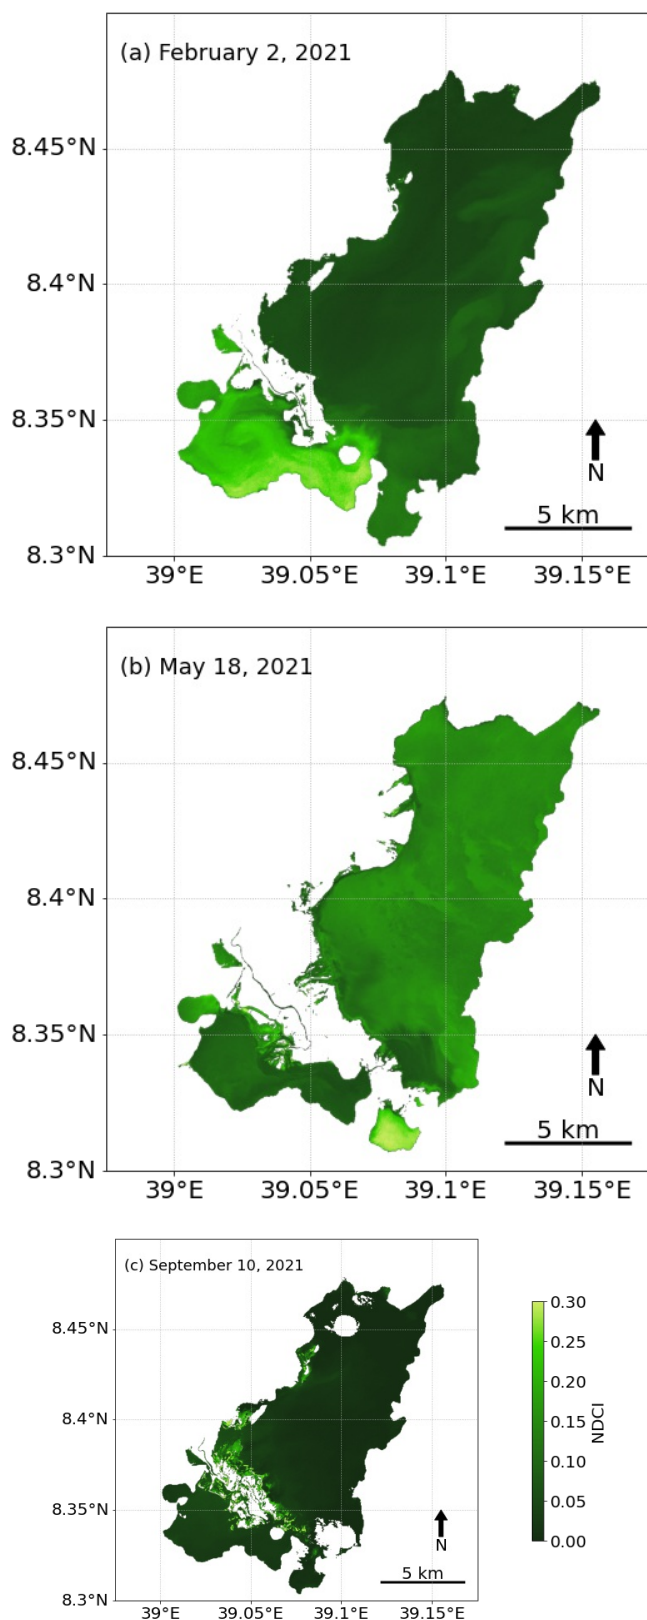 (a) February 2, 2021
8.45°N
8.4°N
8.35°N
N
5 km
8.3°N
39°E 39.05°E 39.1°E 39.15°E
(b) May 18, 2021
8.45°N
8.4°N
8.35°N
N
5 km
8.3°N
39°E 39.05°E 39.1°E 39.15°E
(c) September 10, 2021
8.45°N
8.4°N
8.35°N
N
5 km
8.3°N
39°E 39.05°E 39.1°E 39.15°E
0.30
0.25
0.20
0.15
0.10
0.05
0.00
NDCI